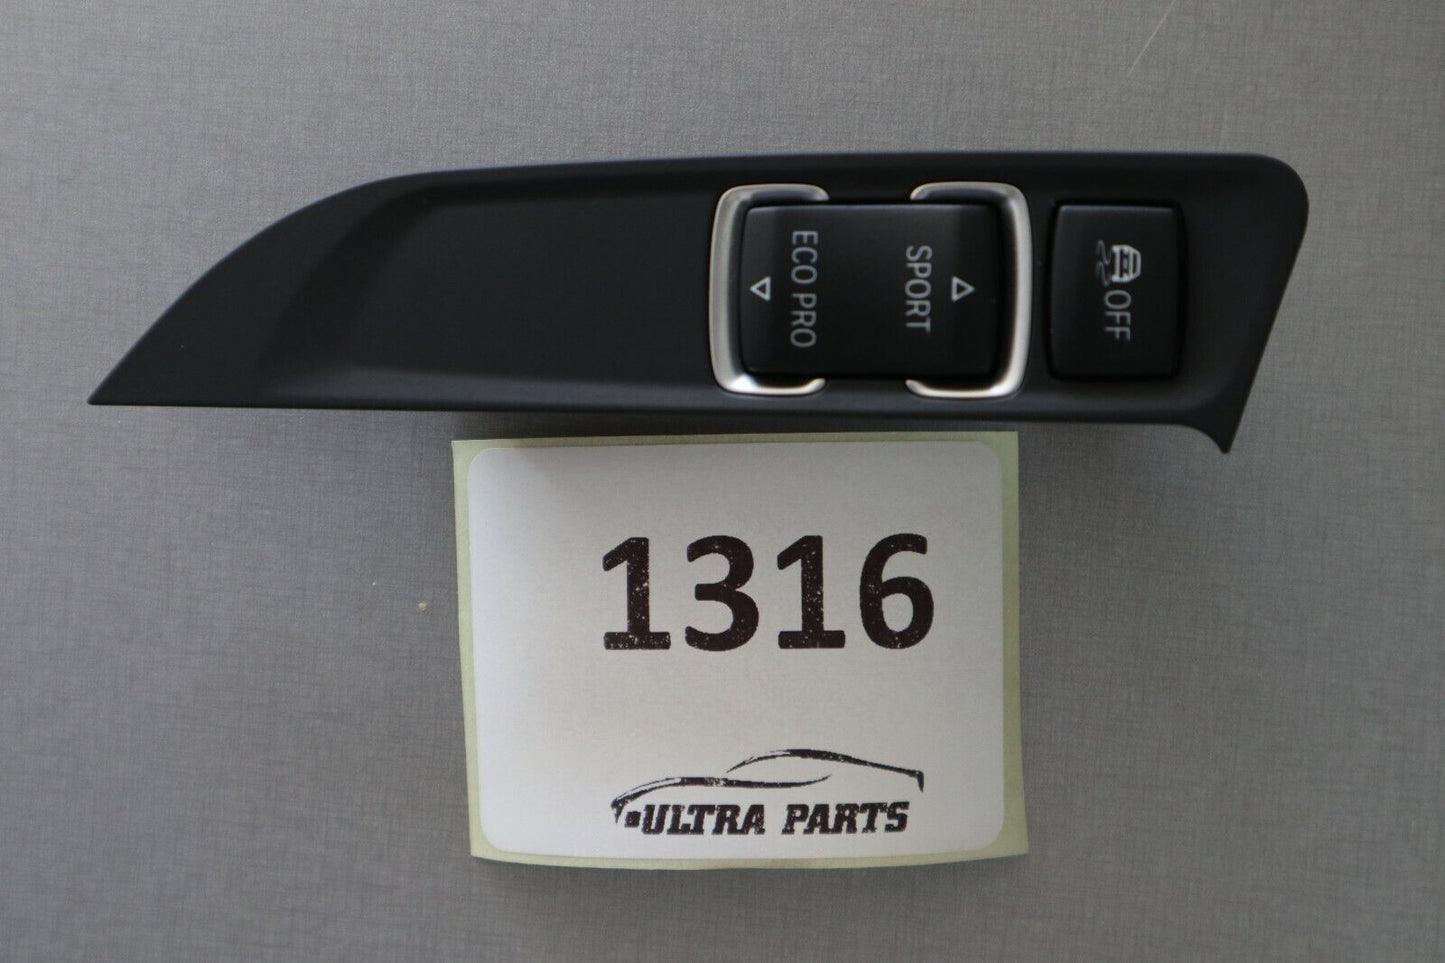 ECO PRO
SPORT
OFF
1316
ULTRA PARTS